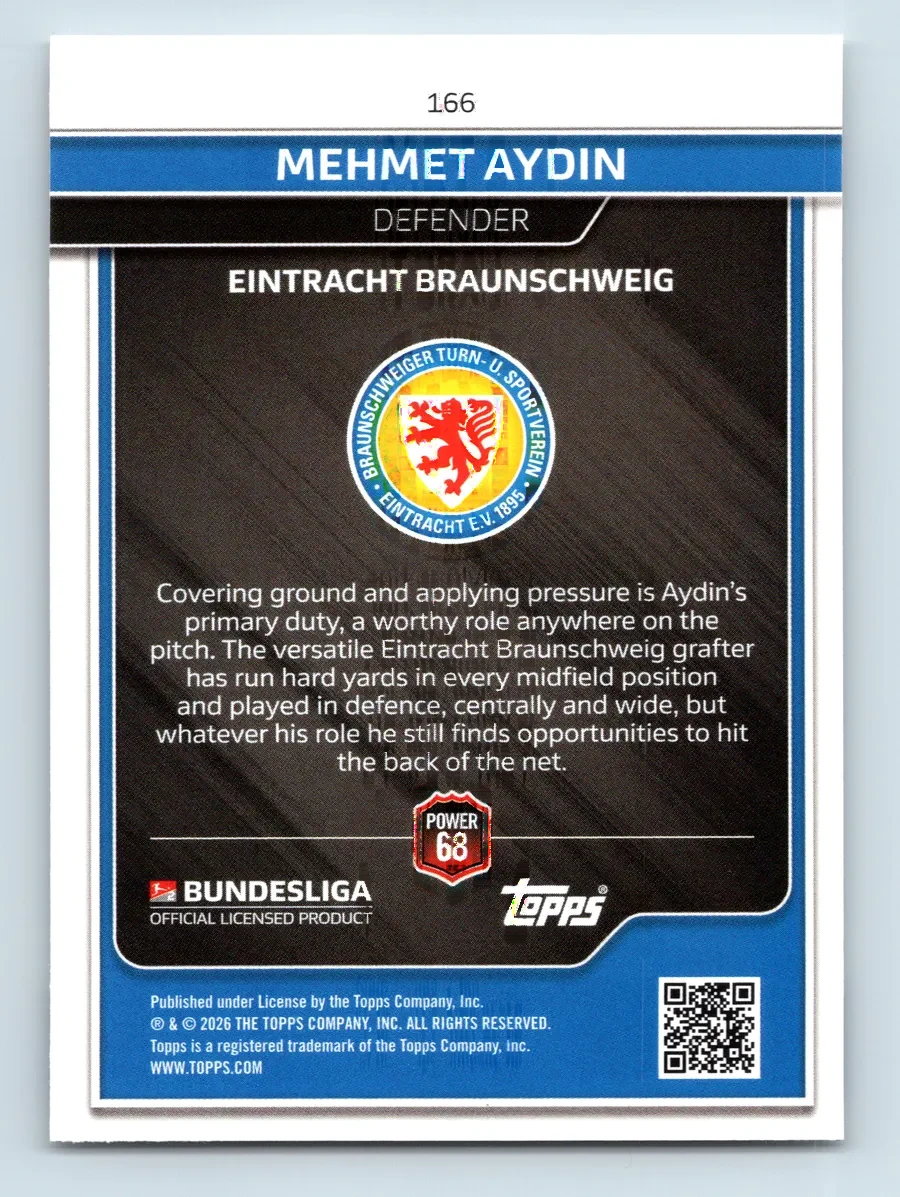 166
MEHMET AYDIN
DEFENDER
EINTRACHT BRAUNSCHWEIG
BRAUNSCHWEIGER TURN- U. SPORTVEREIN
• EINTRACHT E.V. 1895 •
Covering ground and applying pressure is Aydin's
primary duty, a worthy role anywhere on the
pitch. The versatile Eintracht Braunschweig grafter
has run hard yards in every midfield position
and played in defence, centrally and wide, but
whatever his role he still finds opportunities to hit
the back of the net.
POWER
68
2 BUNDESLIGA
OFFICIAL LICENSED PRODUCT
topps®
Published under License by the Topps Company, Inc.
® & © 2026 THE TOPPS COMPANY, INC. ALL RIGHTS RESERVED.
Topps is a registered trademark of the Topps Company, Inc.
WWW.TOPPS.COM